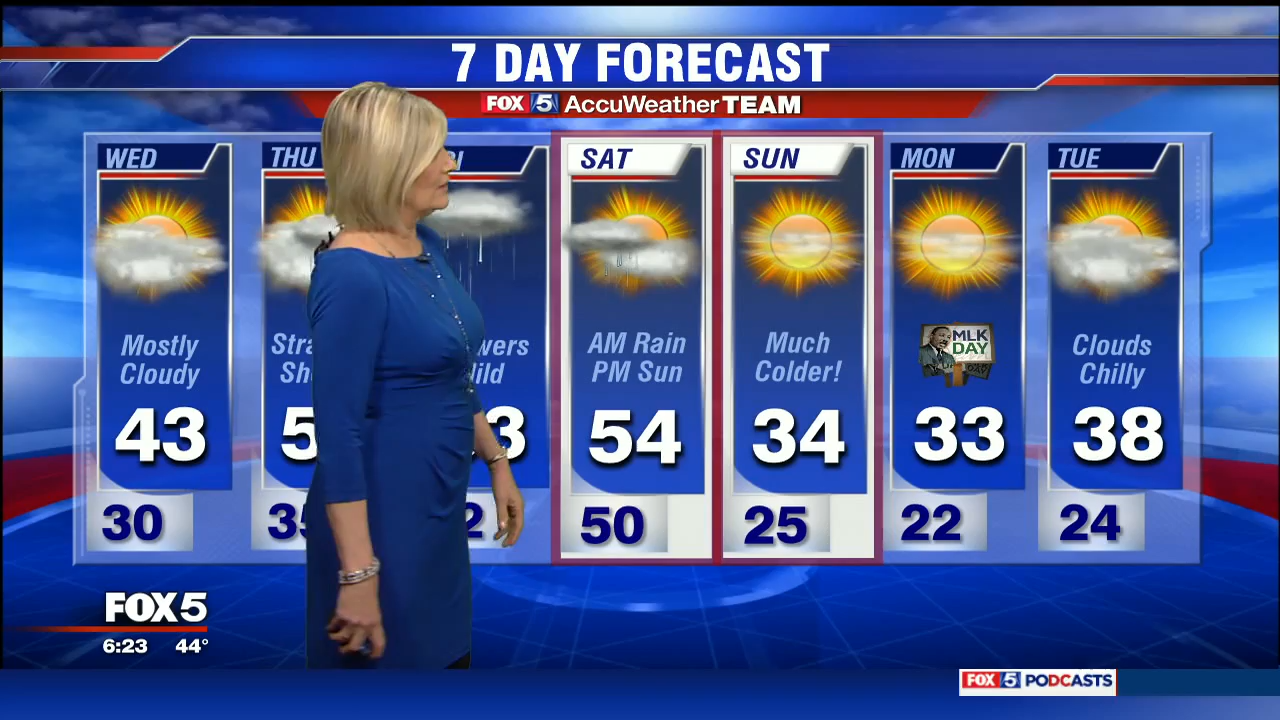 7 DAY FORECAST
FOX 5 AccuWeather TEAM
WED
THU
SAT
SUN
MON
TUE
Mostly
Cloudy
AM Rain
PM Sun
Much
Colder!
MLK
DAY
Clouds
Chilly
43
54
34
33
38
30
50
25
22
24
FOX 5
6:23 44°
FOX 5 PODCASTS